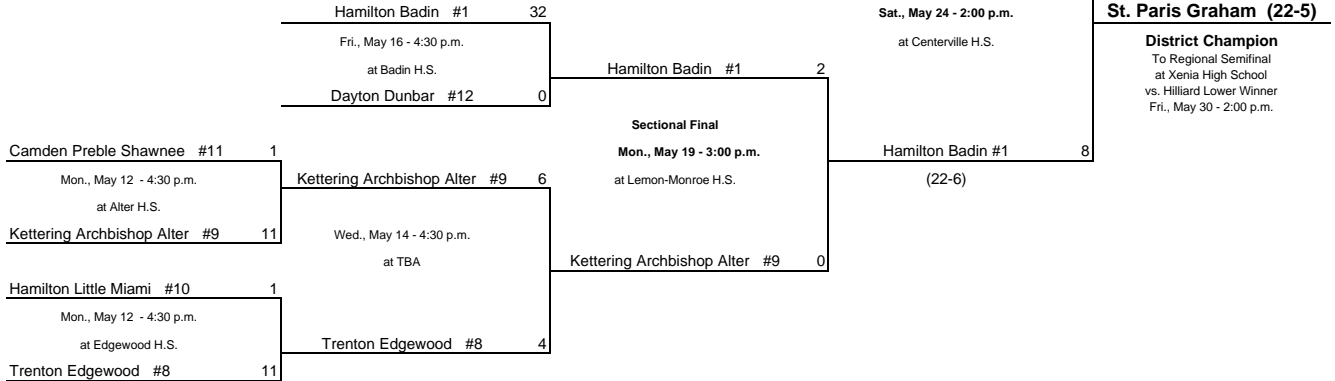 Hamilton Badin #1 32
Sat., May 24 - 2:00 p.m.
St. Paris Graham (22-5)
Fri., May 16 - 4:30 p.m.
at Centerville H.S.
District Champion
To Regional Semifinal
at Badin H.S.
Hamilton Badin #1 2
at Xenia High School
vs. Hilliard Lower Winner
Dayton Dunbar #12 0
Fri., May 30 - 2:00 p.m.
Sectional Final
Camden Preble Shawnee #11 1
Mon., May 19 - 3:00 p.m.
Hamilton Badin #1 8
Mon., May 12 - 4:30 p.m.
Kettering Archbishop Alter #9 6
at Lemon-Monroe H.S.
(22-6)
at Alter H.S.
Kettering Archbishop Alter #9 11
Wed., May 14 - 4:30 p.m.
at TBA
Kettering Archbishop Alter #9 0
Hamilton Little Miami #10 1
Mon., May 12 - 4:30 p.m.
at Edgewood H.S.
Trenton Edgewood #8 4
Trenton Edgewood #8 11